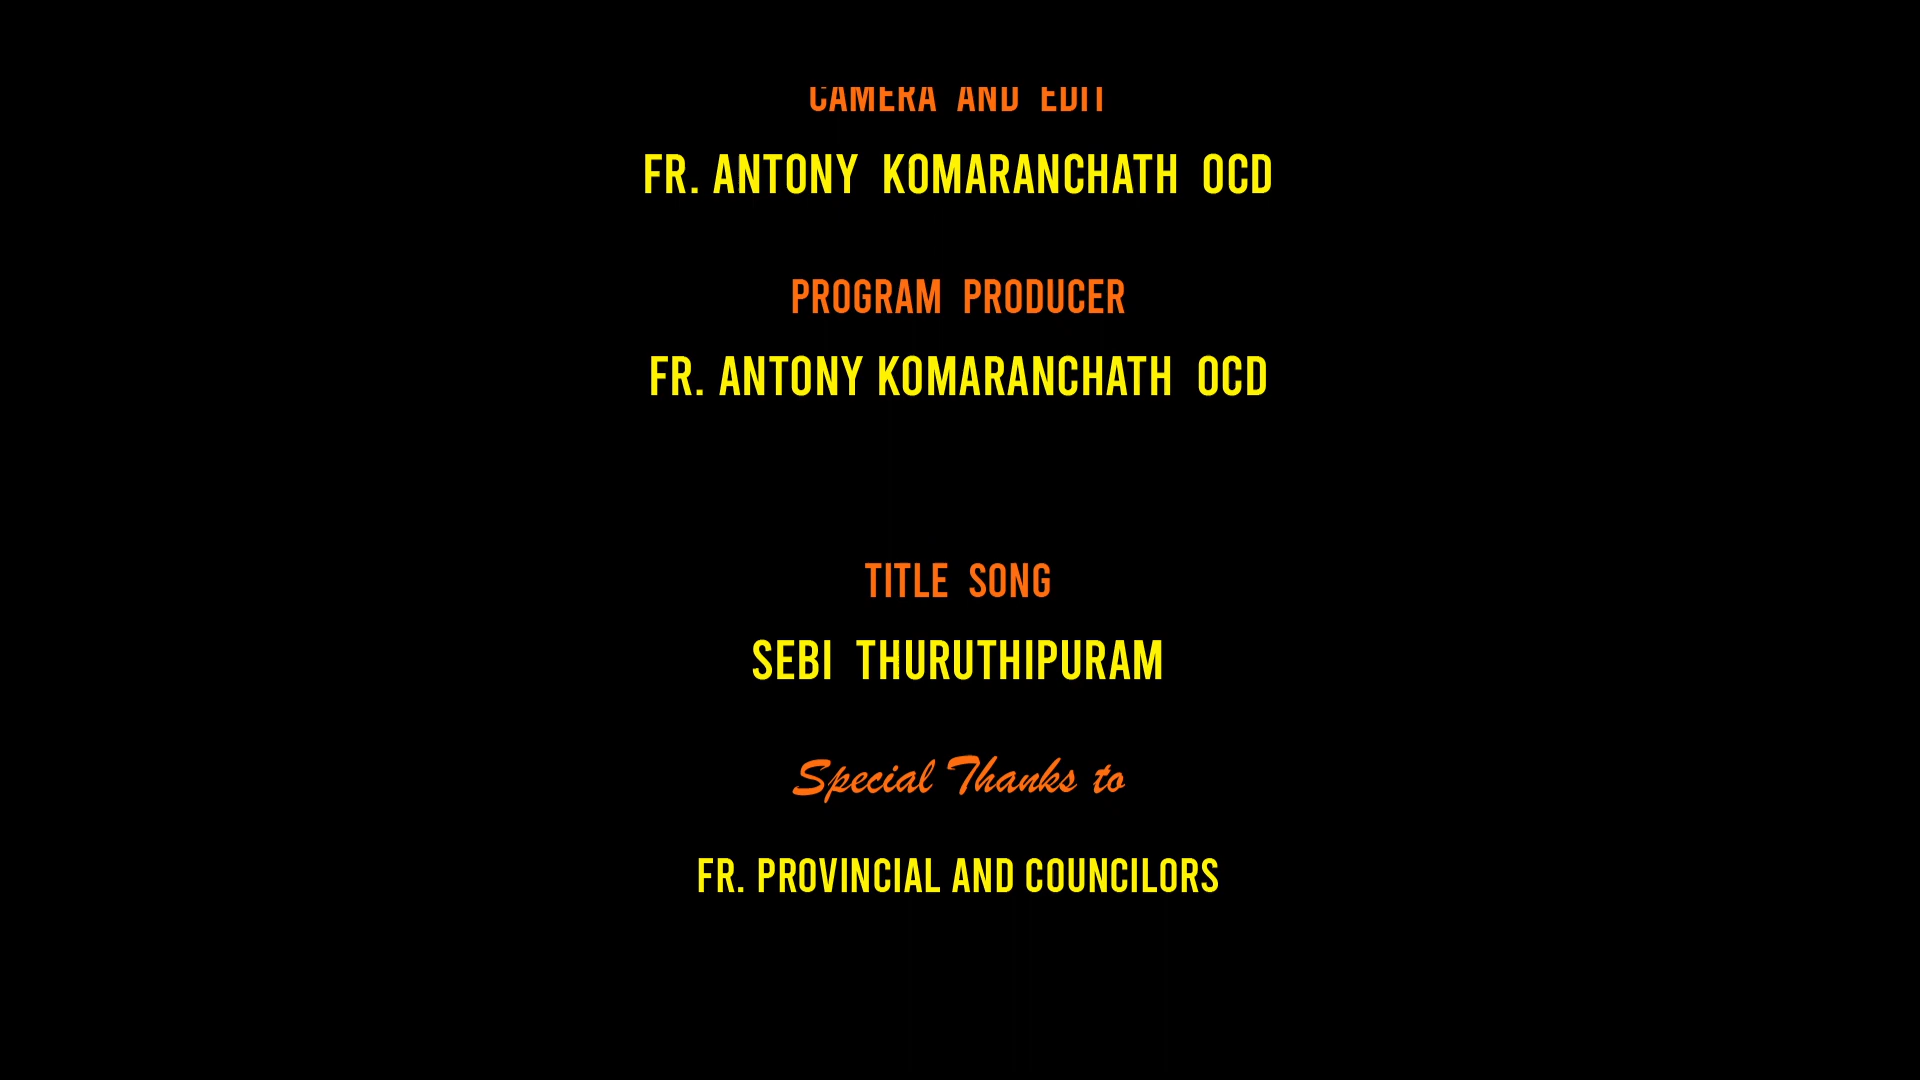 CAMERA AND EDIT
FR. ANTONY KOMARANCHATH OCD
PROGRAM PRODUCER
FR. ANTONY KOMARANCHATH OCD
TITLE SONG
SEBI THURUTHIPURAM
Special Thanks to
FR. PROVINCIAL AND COUNCILORS